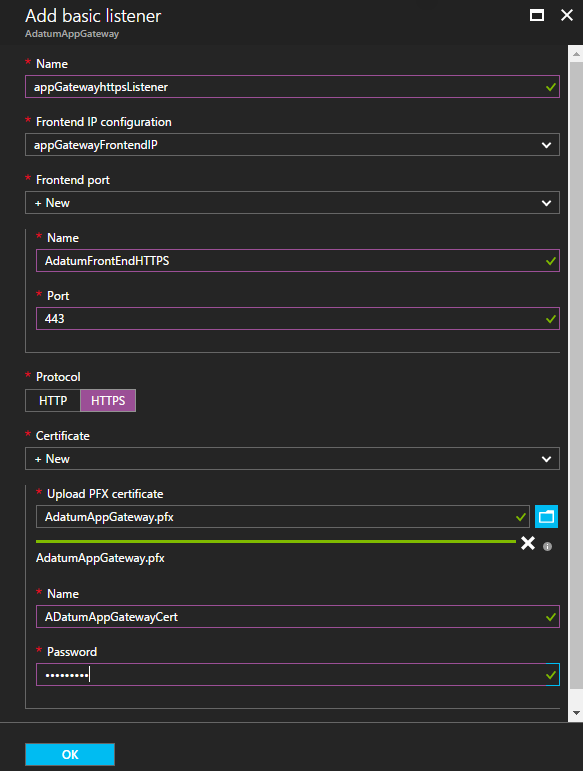 Add basic listener
AdatumAppGateway
* Name
appGatewayhttpsListener
* Frontend IP configuration
appGatewayFrontendIP
* Frontend port
+ New
* Name
AdatumFrontEndHTTPS
* Port
443
* Protocol
HTTP HTTPS
* Certificate
+ New
* Upload PFX certificate
AdatumAppGateway.pfx
AdatumAppGateway.pfx
* Name
ADatumAppGatewayCert
* Password
•••••••••
OK